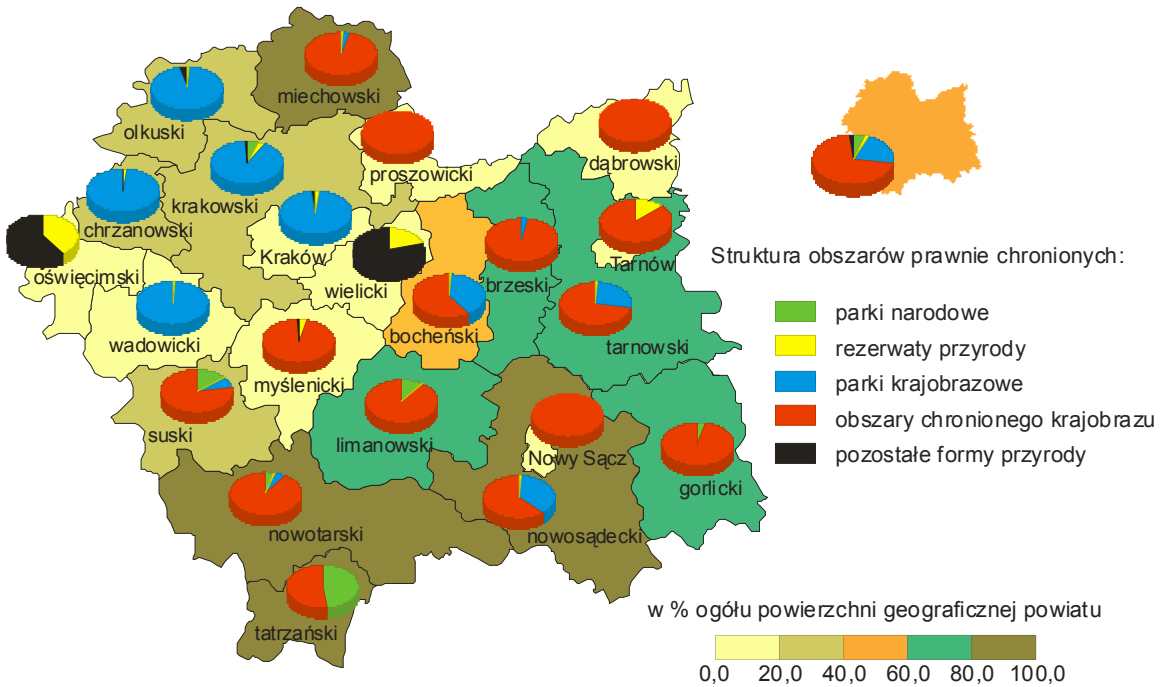 miechowski
olkuski
dąbrowski
proszowicki
krakowski
chrzanowski
Kraków
Tarnów
oświęcimski
wielicki
brzeski
bocheński
wadowicki
tarnowski
myślenicki
suski
limanowski
Nowy Sącz
gorlicki
nowotarski
nowosądecki
tatrzański
Struktura obszarów prawnie chronionych:
parki narodowe
rezerwaty przyrody
parki krajobrazowe
obszary chronionego krajobrazu
pozostałe formy przyrody
w % ogółu powierzchni geograficznej powiatu
0,0 20,0 40,0 60,0 80,0 100,0